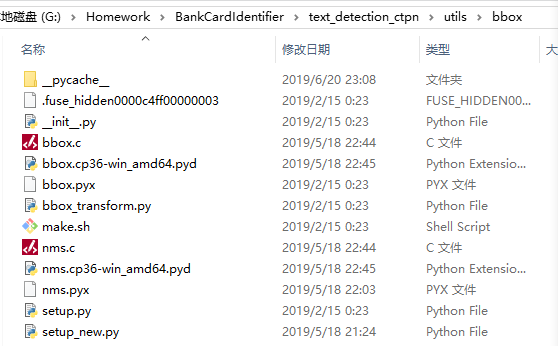 地磁盘 (G:) > Homework > BankCardIdentifier > text_detection_ctpn > utils > bbox
名称 修改日期 类型 大
__pycache__ 2019/6/20 23:08 文件夹
.fuse_hidden0000c4ff00000003 2019/2/15 0:23 FUSE_HIDDEN00...
__init__.py 2019/2/15 0:23 Python File
bbox.c 2019/5/18 22:44 C 文件
bbox.cp36-win_amd64.pyd 2019/5/18 22:45 Python Extensio...
bbox.pyx 2019/2/15 0:23 PYX 文件
bbox_transform.py 2019/2/15 0:23 Python File
make.sh 2019/2/15 0:23 Shell Script
nms.c 2019/5/18 22:44 C 文件
nms.cp36-win_amd64.pyd 2019/5/18 22:45 Python Extensio...
nms.pyx 2019/5/18 22:03 PYX 文件
setup.py 2019/2/15 0:23 Python File
setup_new.py 2019/5/18 21:24 Python File